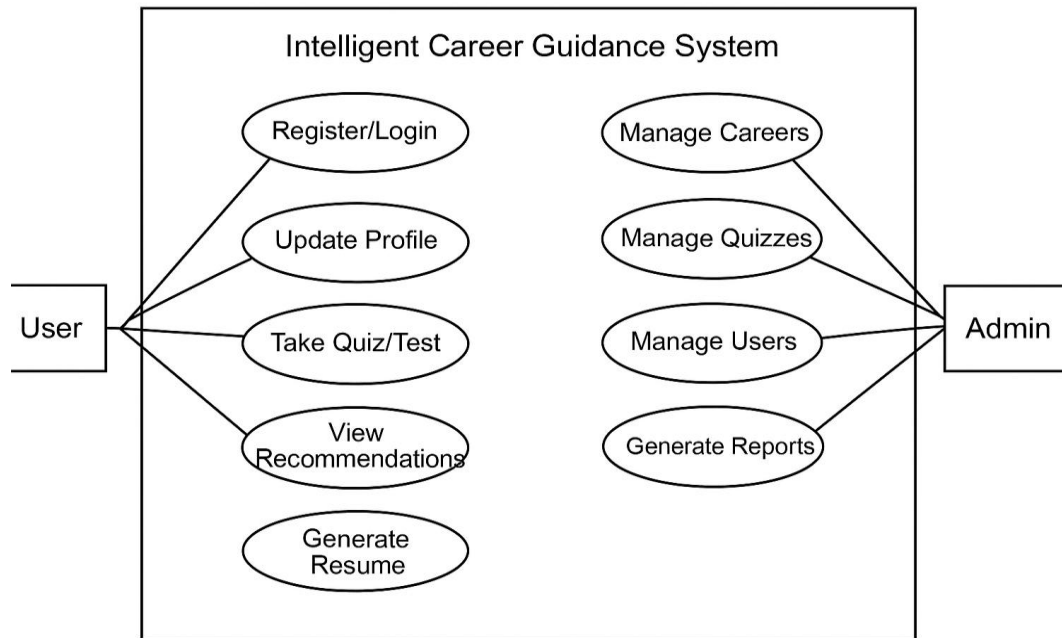 Intelligent Career Guidance System
Register/Login
Update Profile
Take Quiz/Test
View
Recommendations
Generate
Resume
Manage Careers
Manage Quizzes
Manage Users
Generate Reports
User
Admin